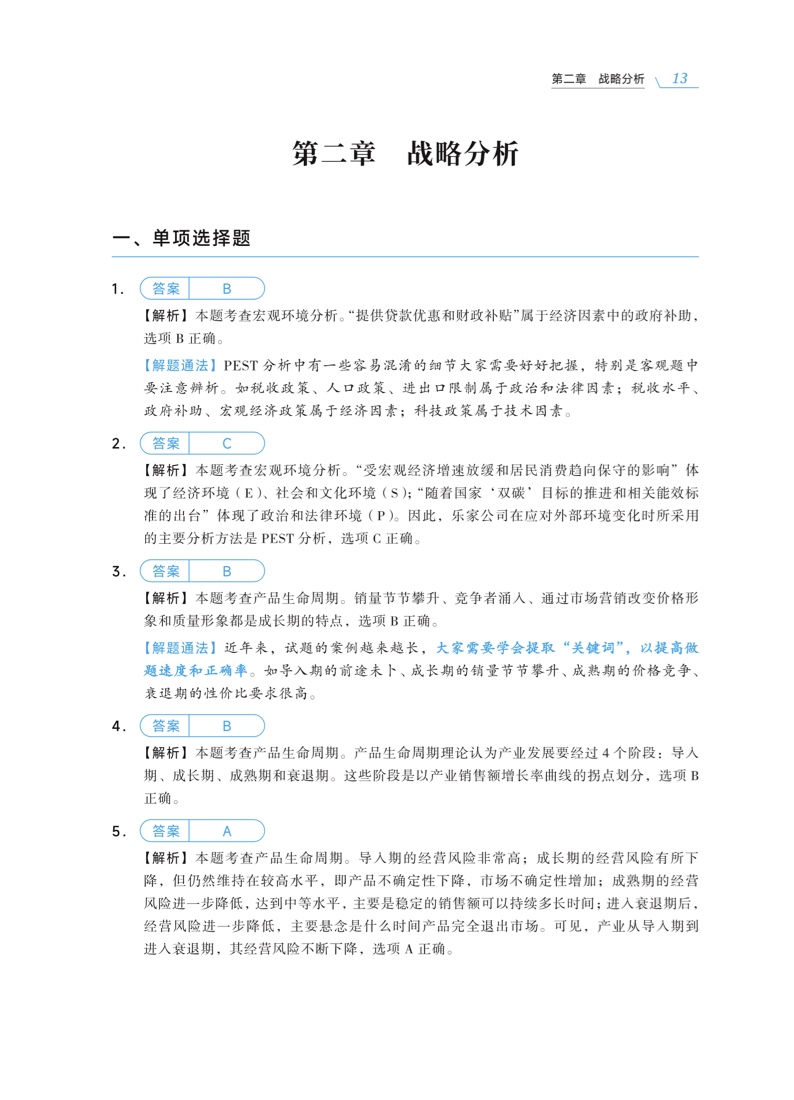 第二章　战略分析　13
第二章　战略分析
一、单项选择题
1. 答案 B
【解析】本题考查宏观环境分析。“提供贷款优惠和财政补贴”属于经济因素中的政府补助，
选项 B 正确。
【解题通法】PEST 分析中有一些容易混淆的细节大家需要好好把握，特别是客观题中
要注意辨析。如税收政策、人口政策、进出口限制属于政治和法律因素；税收水平、
政府补助、宏观经济政策属于经济因素；科技政策属于技术因素。
2. 答案 C
【解析】本题考查宏观环境分析。“受宏观经济增速放缓和居民消费趋向保守的影响”体
现了经济环境（E）、社会和文化环境（S）；“随着国家‘双碳’目标的推进和相关能效标
准的出台”体现了政治和法律环境（P）。因此，乐家公司在应对外部环境变化时所采用
的主要分析方法是 PEST 分析，选项 C 正确。
3. 答案 B
【解析】本题考查产品生命周期。销量节节攀升、竞争者涌入、通过市场营销改变价格形
象和质量形象都是成长期的特点，选项 B 正确。
【解题通法】近年来，试题的案例越来越长，大家需要学会提取“关键词”，以提高做
题速度和正确率。如导入期的前途未卜、成长期的销量节节攀升、成熟期的价格竞争、
衰退期的性价比要求很高。
4. 答案 B
【解析】本题考查产品生命周期。产品生命周期理论认为产业发展要经过 4 个阶段：导入
期、成长期、成熟期和衰退期。这些阶段是以产业销售额增长率曲线的拐点划分，选项 B
正确。
5. 答案 A
【解析】本题考查产品生命周期。导入期的经营风险非常高；成长期的经营风险有所下
降，但仍然维持在较高水平，即产品不确定性下降，市场不确定性增加；成熟期的经营
风险进一步降低，达到中等水平，主要是稳定的销售额可以持续多长时间；进入衰退期后，
经营风险进一步降低，主要悬念是什么时间产品完全退出市场。可见，产业从导入期到
进入衰退期，其经营风险不断下降，选项 A 正确。